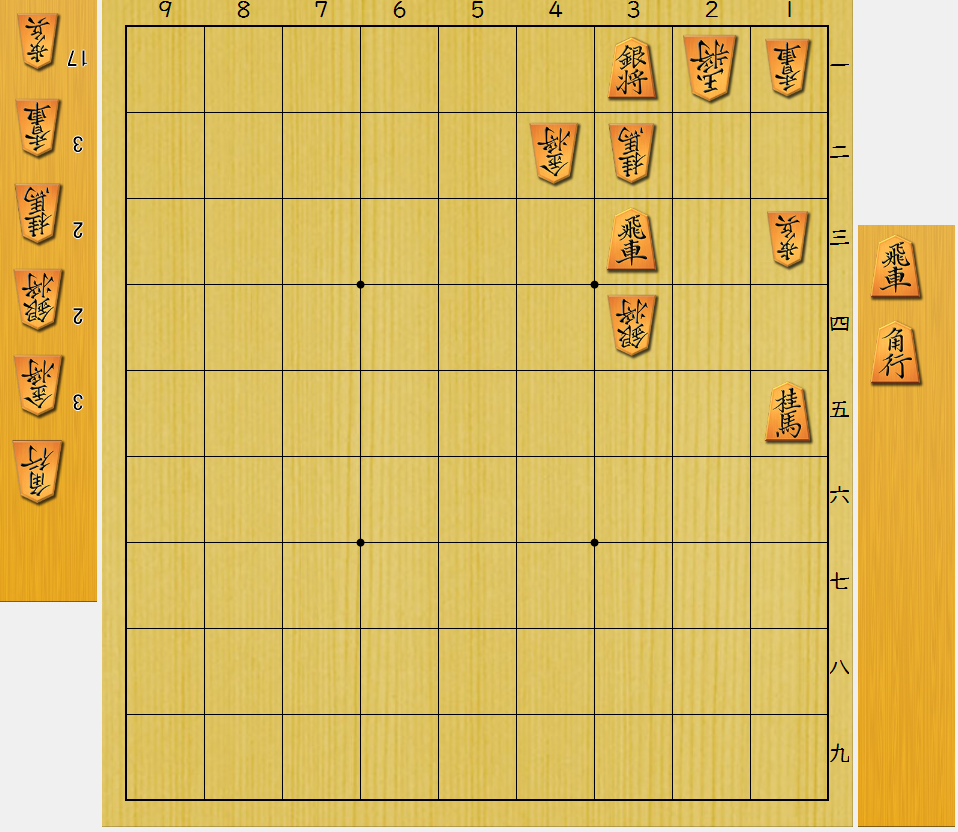 9 8 7 6 5 4 3 2 1
一
二
三
四
五
六
七
八
九
銀将 玉将 香車
金将 桂馬
飛車 歩兵
銀将
桂馬
歩兵 17
香車 3
桂馬 2
銀将 2
金将 3
角行
飛車
角行